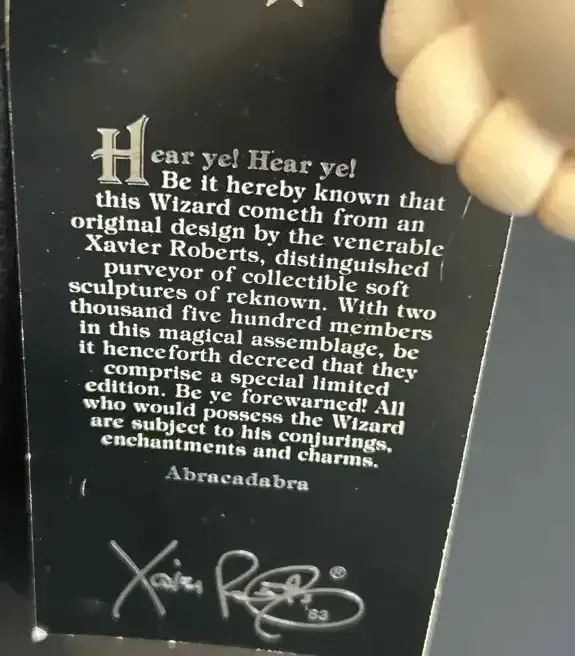 Hear ye! Hear ye!
Be it hereby known that
this Wizard cometh from an
original design by the venerable
Xavier Roberts, distinguished
purveyor of collectible soft
sculptures of reknown. With two
thousand five hundred members
in this magical assemblage, be
it henceforth decreed that they
comprise a special limited
edition. Be ye forewarned! All
who would possess the Wizard
are subject to his conjurings,
enchantments and charms.
Abracadabra
Xavier Roberts ®
'83